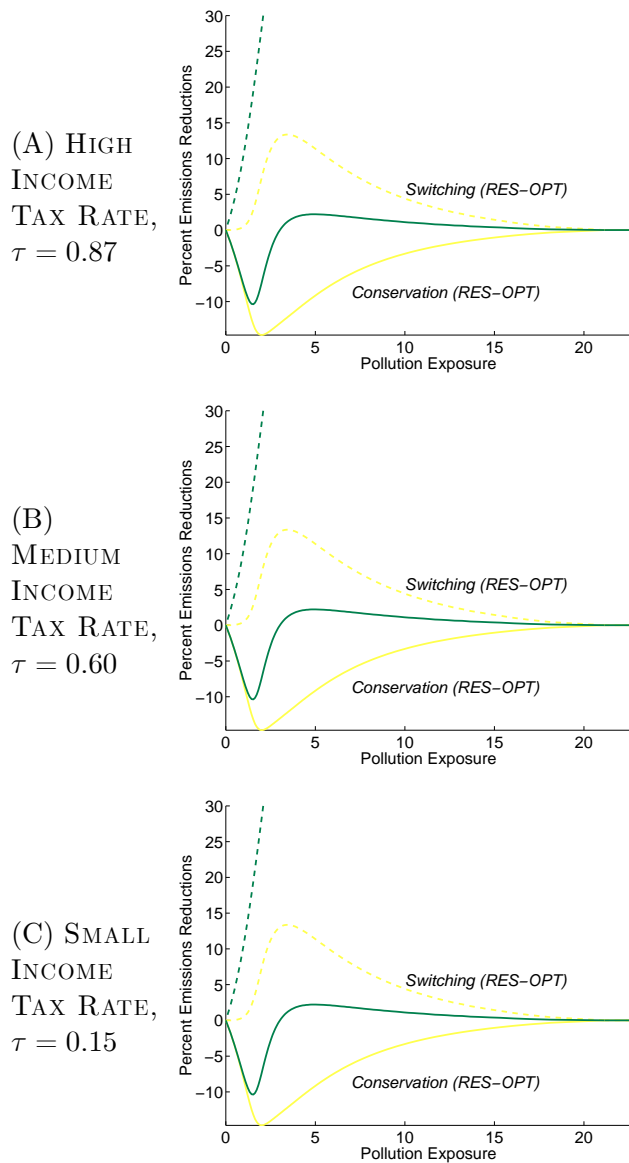 (A) HIGH
INCOME
TAX RATE,
τ = 0.87
Percent Emissions Reductions
30
25
20
15
10
5
0
−5
−10
Switching (RES−OPT)
Conservation (RES−OPT)
0 5 10 15 20
Pollution Exposure
(B)
MEDIUM
INCOME
TAX RATE,
τ = 0.60
Percent Emissions Reductions
30
25
20
15
10
5
0
−5
−10
Switching (RES−OPT)
Conservation (RES−OPT)
0 5 10 15 20
Pollution Exposure
(C) SMALL
INCOME
TAX RATE,
τ = 0.15
Percent Emissions Reductions
30
25
20
15
10
5
0
−5
−10
Switching (RES−OPT)
Conservation (RES−OPT)
0 5 10 15 20
Pollution Exposure